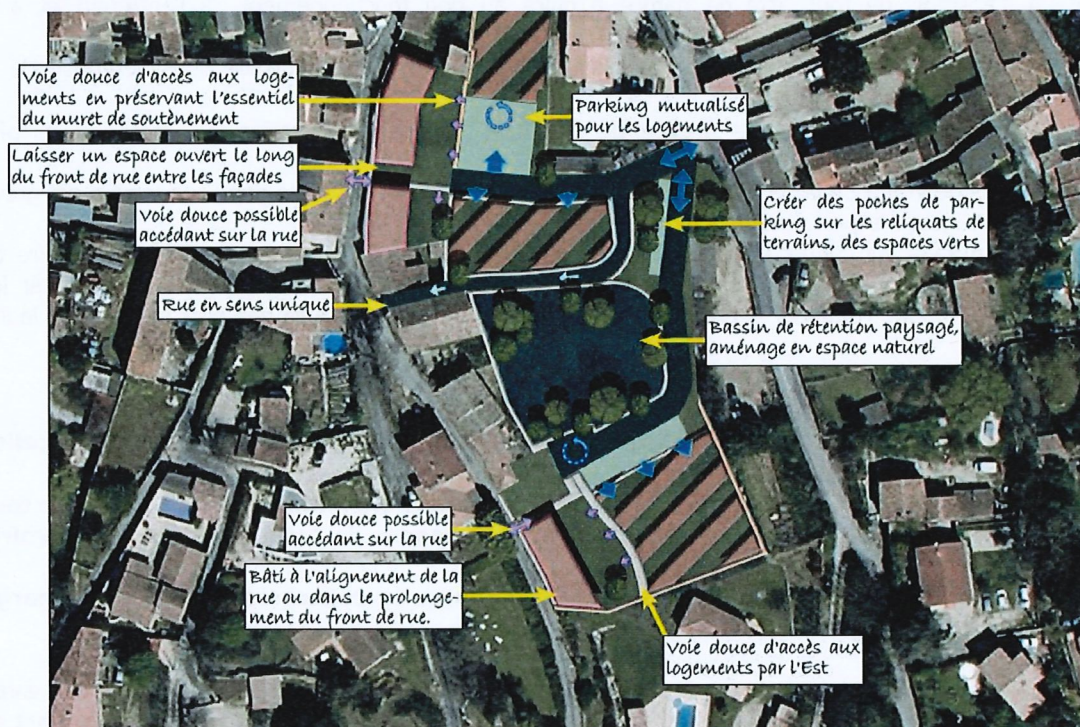 Voie douce d'accès aux loge-
ments en préservant l'essentiel
du muret de soutènement
Parking mutualisé
pour les logements
Laisser un espace ouvert le long
du front de rue entre les façades
Voie douce possible
accédant sur la rue
Créer des poches de par-
king sur les reliquats de
terrains, des espaces verts
Rue en sens unique
Bassin de rétention paysagé,
aménagé en espace naturel
Voie douce possible
accédant sur la rue
Bâti à l'alignement de la
rue ou dans le prolonge-
ment du front de rue.
Voie douce d'accès aux
logements par l'Est